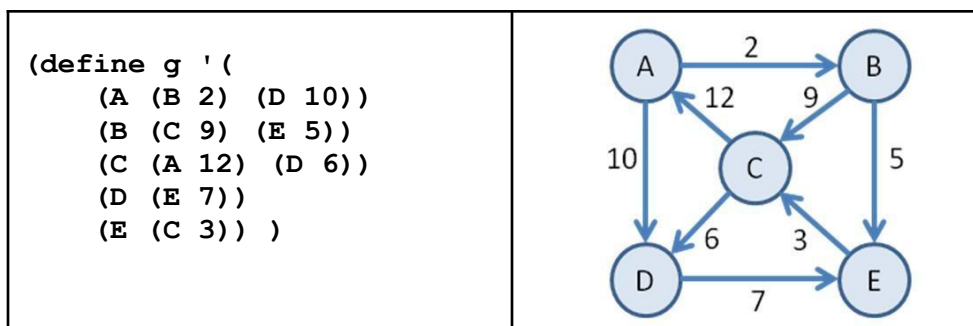 (define g '(
(A (B 2) (D 10))
(B (C 9) (E 5))
(C (A 12) (D 6))
(D (E 7))
(E (C 3)) )
A 2 B
12 9
10 C 5
6 3
D 7 E